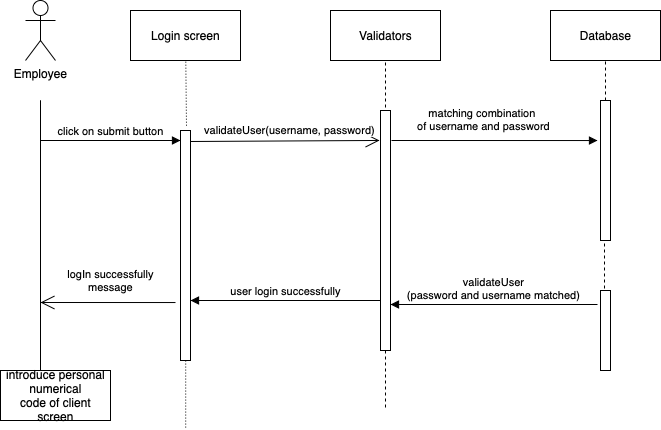 Login screen
Validators
Database
Employee
click on submit button
validateUser(username, password)
matching combination
of username and password
logIn successfully
message
user login successfully
validateUser
(password and username matched)
introduce personal
numerical
code of client
screen